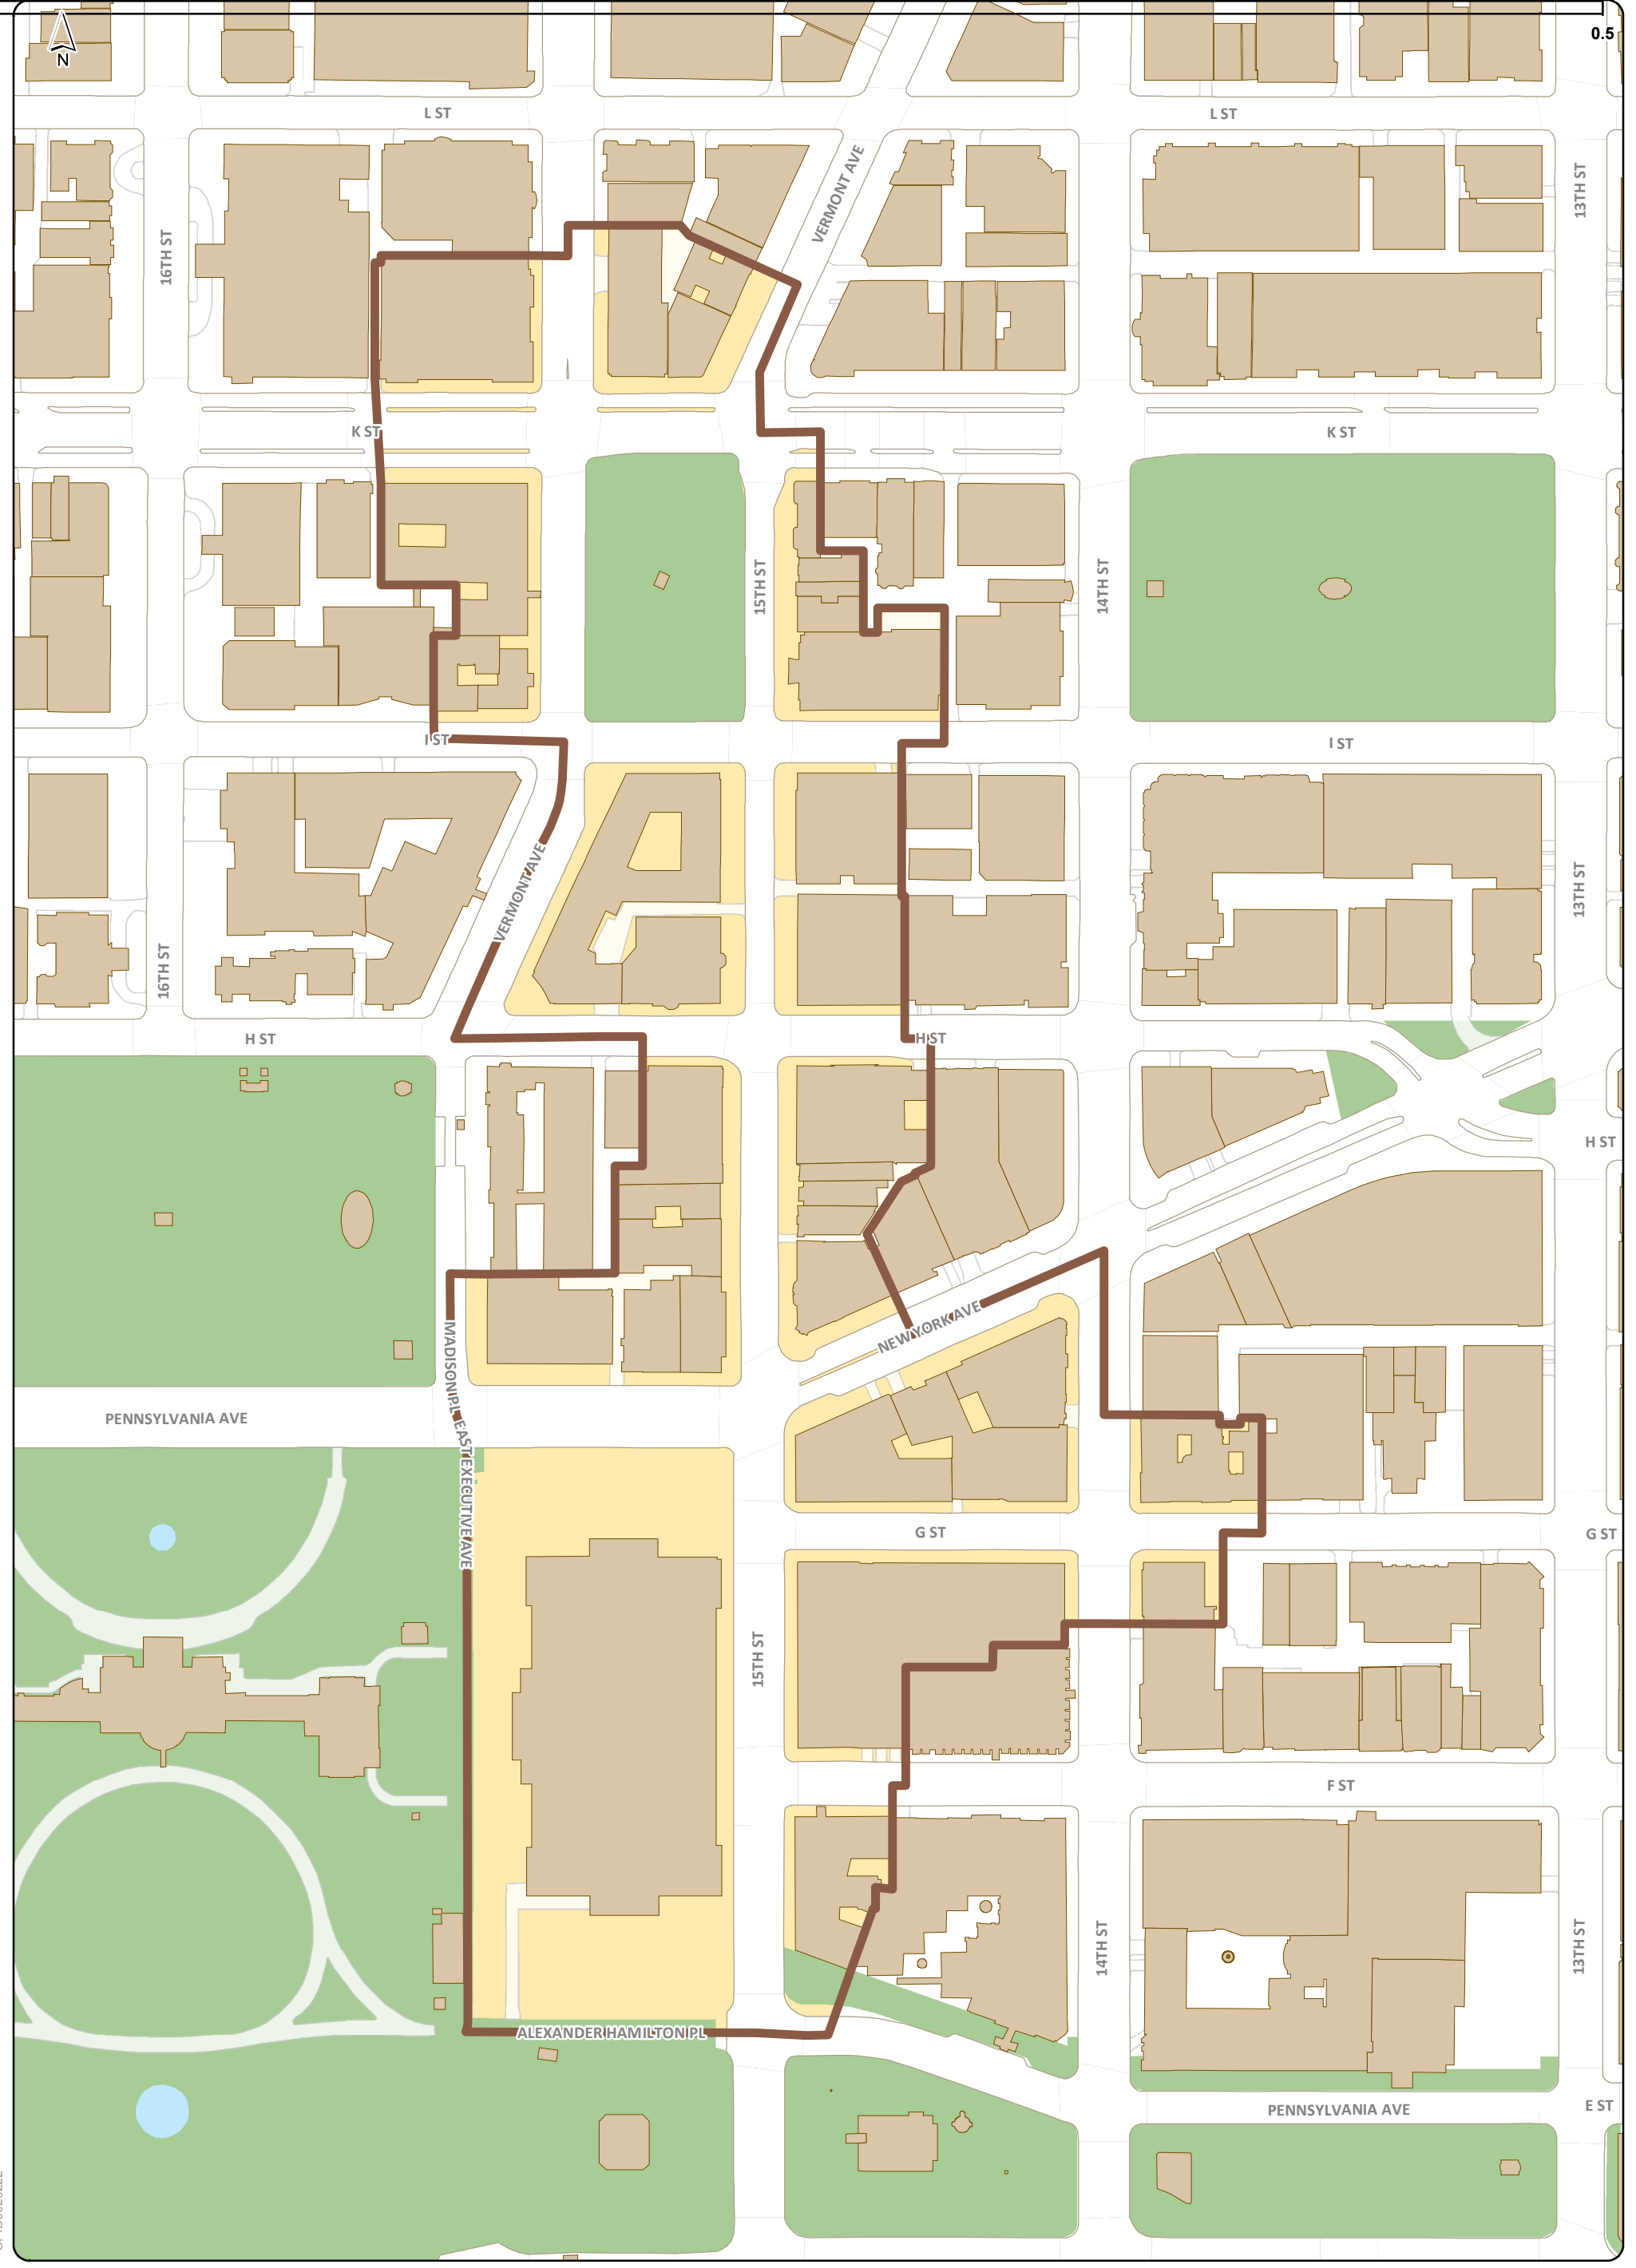 N
0.5
L ST
L ST
VERMONT AVE
13TH ST
16TH ST
K ST
K ST
15TH ST
14TH ST
I ST
I ST
VERMONT AVE
13TH ST
16TH ST
H ST
H ST
H ST
NEW YORK AVE
MADISON PL
PENNSYLVANIA AVE
EAST EXECUTIVE AVE
G ST
G ST
15TH ST
F ST
14TH ST
13TH ST
ALEXANDER HAMILTON PL
PENNSYLVANIA AVE
E ST